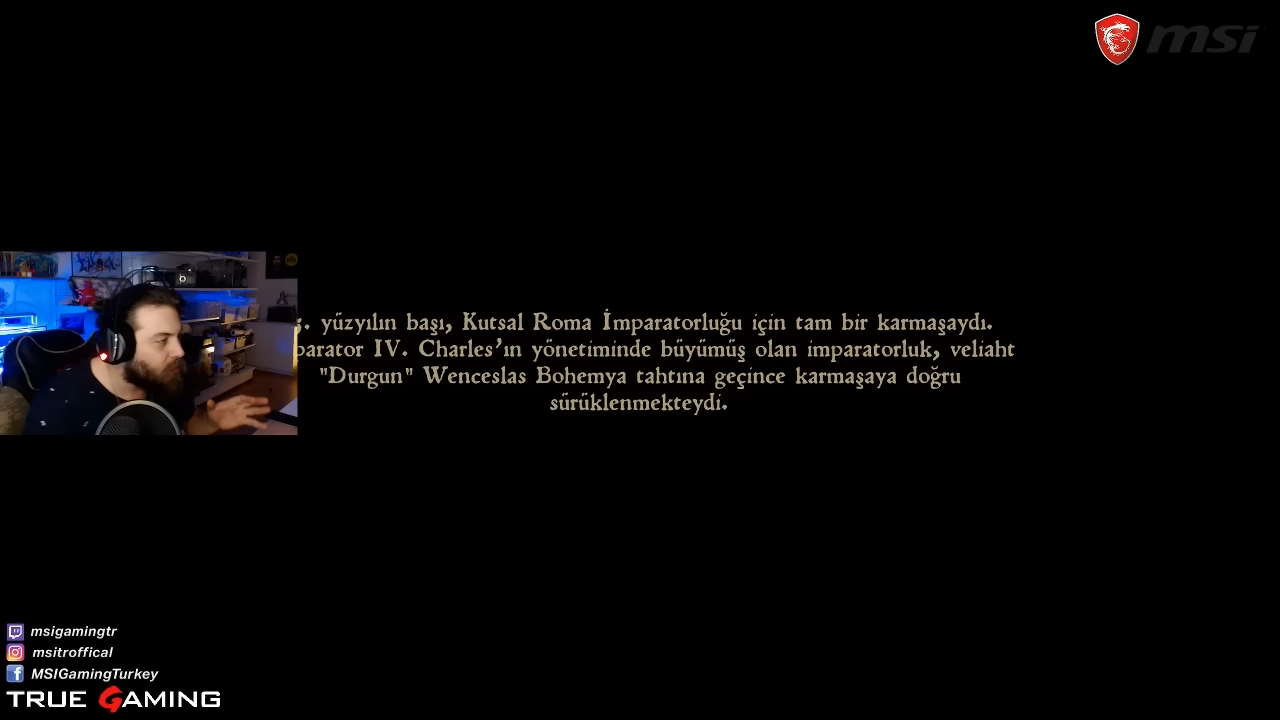 msi
yüzyılın başı, Kutsal Roma İmparatorluğu için tam bir karmaşaydı.
IV. Charles'ın yönetiminde büyümüş olan imparatorluk, veliaht
"Durgun" Wenceslas Bohemya tahtına geçince karmaşaya doğru
sürüklenmekteydi.
msigamingtr
msitroffical
MSIGamingTurkey
TRUE GAMING